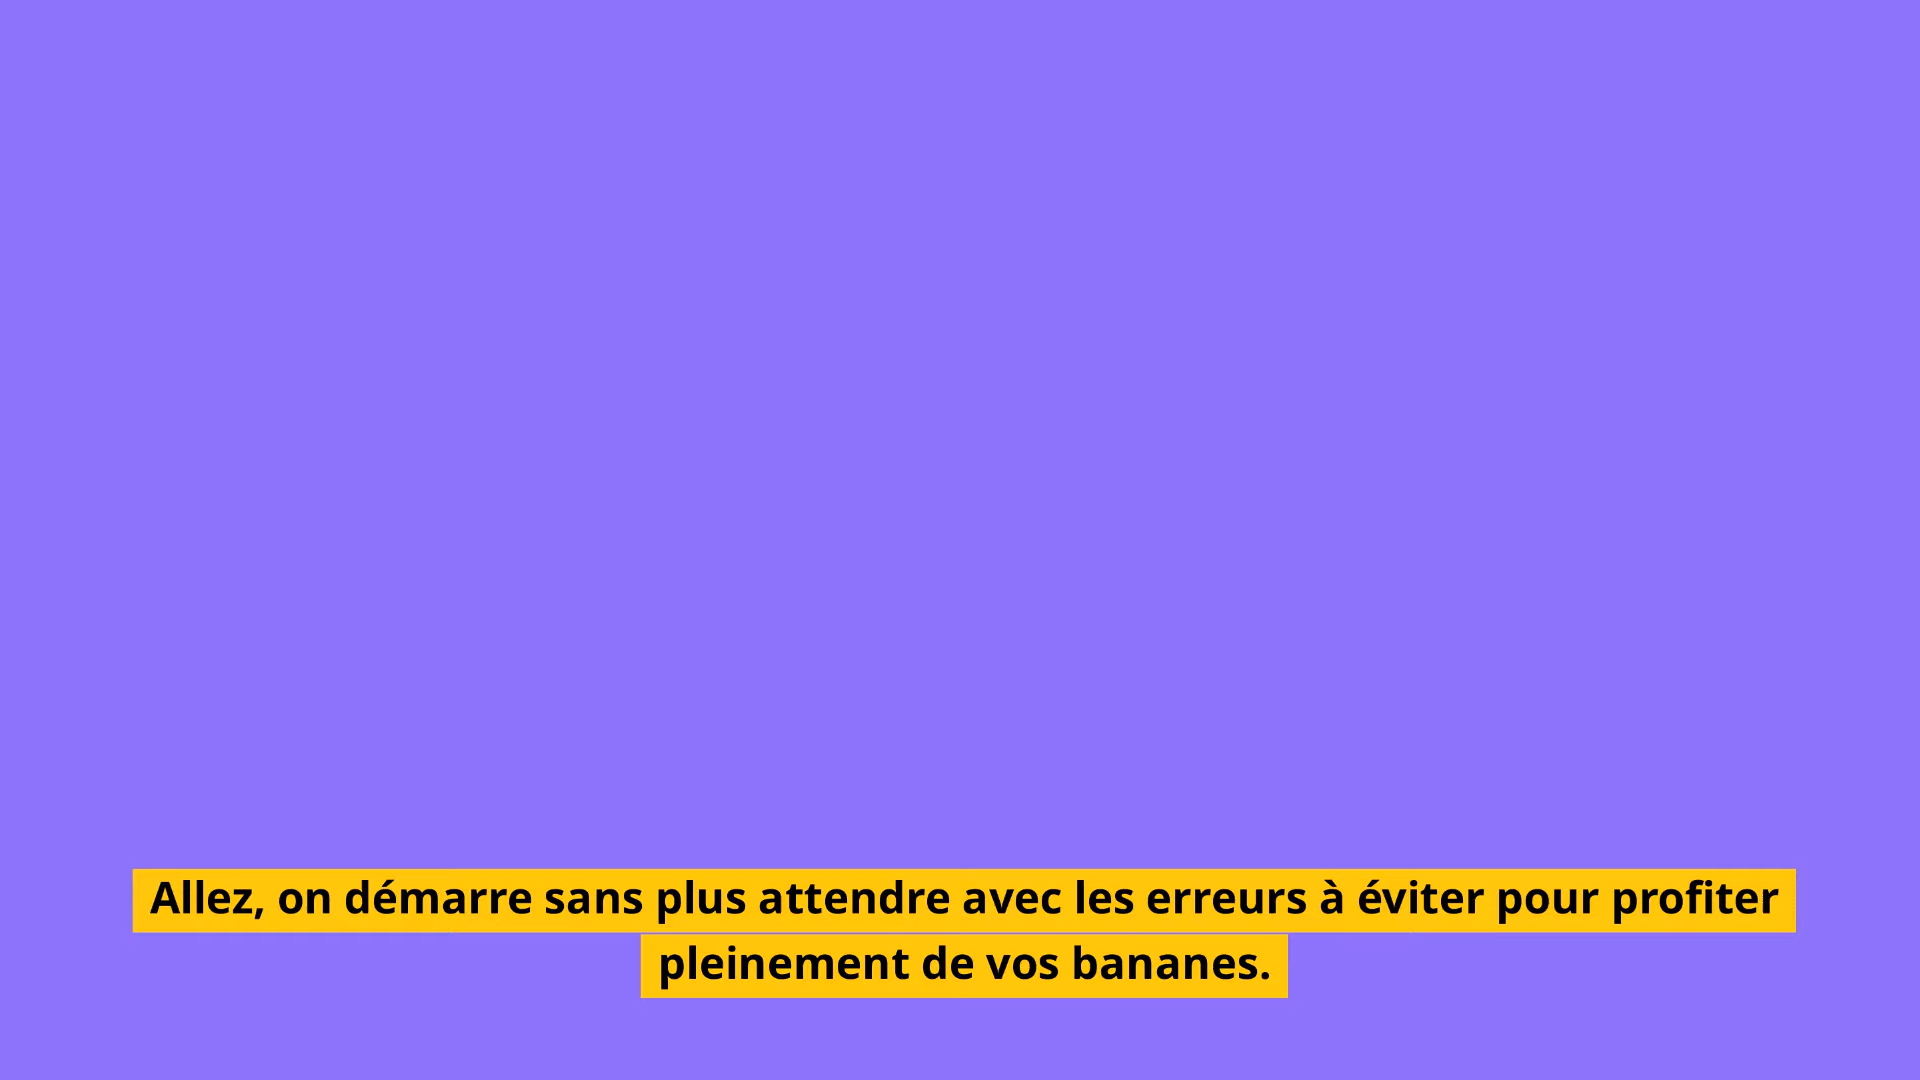 Allez, on démarre sans plus attendre avec les erreurs à éviter pour profiter
pleinement de vos bananes.